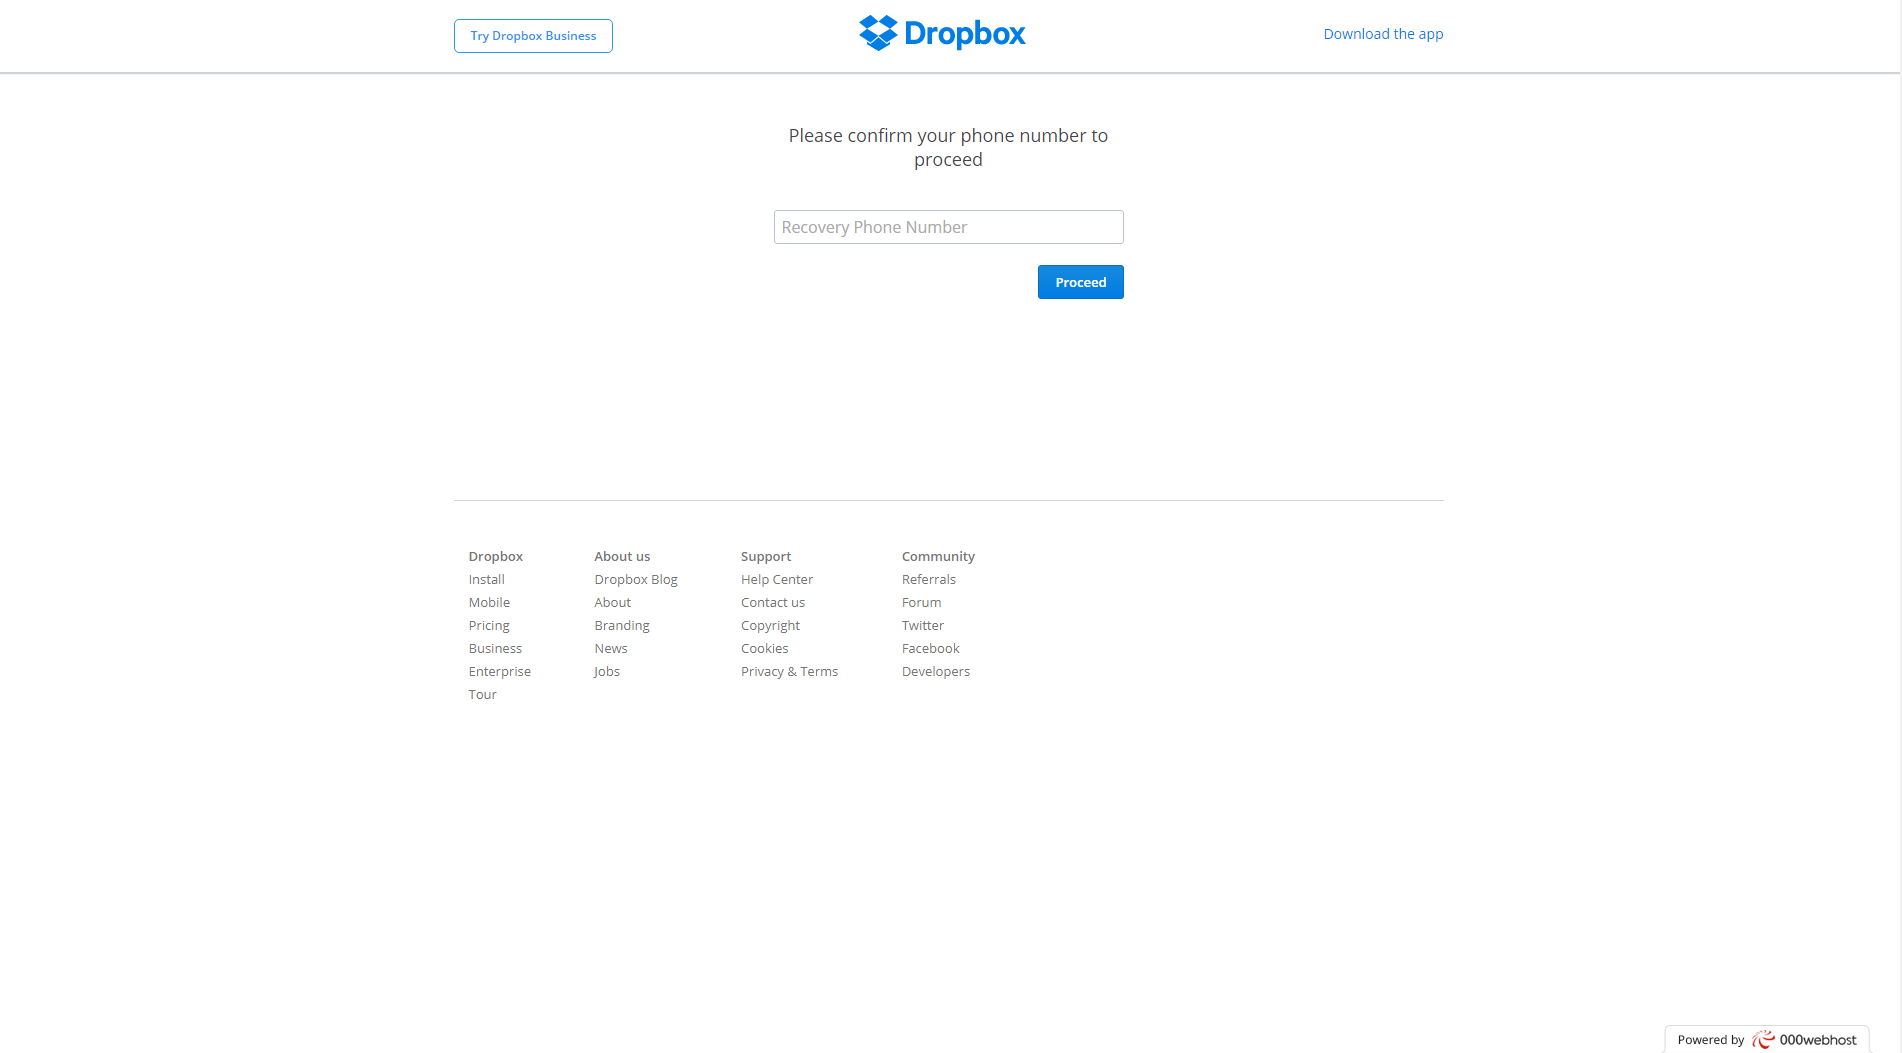 Try Dropbox Business
Dropbox
Download the app
Please confirm your phone number to
proceed
Recovery Phone Number
Proceed
Dropbox
Install
Mobile
Pricing
Business
Enterprise
Tour
About us
Dropbox Blog
About
Branding
News
Jobs
Support
Help Center
Contact us
Copyright
Cookies
Privacy & Terms
Community
Referrals
Forum
Twitter
Facebook
Developers
Powered by 000webhost